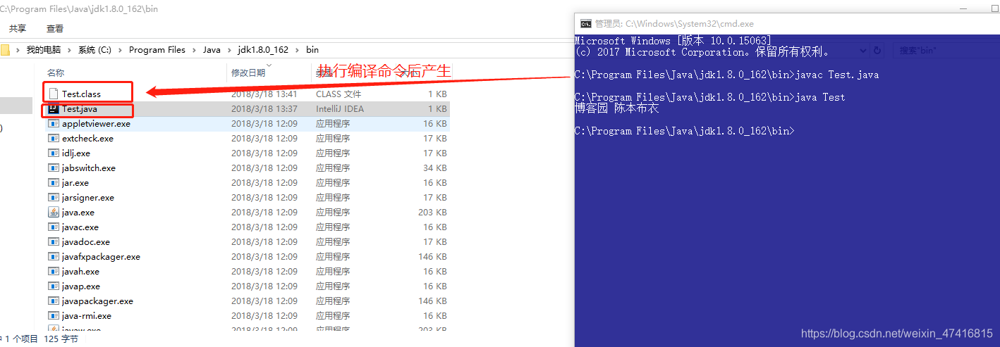 C:\Program Files\Java\jdk1.8.0_162\bin
共享 查看
我的电脑 › 系统 (C:) › Program Files › Java › jdk1.8.0_162 › bin
搜索"bin"
名称 修改日期
执行编译命令后产生
Test.class 2018/3/18 13:41 CLASS 文件 1 KB
Test.java 2018/3/18 13:37 IntelliJ IDEA 1 KB
appletviewer.exe 2018/3/18 12:09 应用程序 16 KB
extcheck.exe 2018/3/18 12:09 应用程序 17 KB
idlj.exe 2018/3/18 12:09 应用程序 17 KB
jabswitch.exe 2018/3/18 12:09 应用程序 34 KB
jar.exe 2018/3/18 12:09 应用程序 16 KB
jarsigner.exe 2018/3/18 12:09 应用程序 17 KB
java.exe 2018/3/18 12:09 应用程序 203 KB
javac.exe 2018/3/18 12:09 应用程序 16 KB
javadoc.exe 2018/3/18 12:09 应用程序 17 KB
javafxpackager.exe 2018/3/18 12:09 应用程序 146 KB
javah.exe 2018/3/18 12:09 应用程序 16 KB
javap.exe 2018/3/18 12:09 应用程序 16 KB
javapackager.exe 2018/3/18 12:09 应用程序 146 KB
java-rmi.exe 2018/3/18 12:09 应用程序 16 KB
javaw.exe 2018/3/18 12:09 应用程序 203 KB
1 个项目 125 字节
管理员: C:\Windows\System32\cmd.exe
Microsoft Windows [版本 10.0.15063]
(c) 2017 Microsoft Corporation。保留所有权利。
C:\Program Files\Java\jdk1.8.0_162\bin>javac Test.java
C:\Program Files\Java\jdk1.8.0_162\bin>java Test
博客园 陈本布衣
C:\Program Files\Java\jdk1.8.0_162\bin>
https://blog.csdn.net/weixin_47416815